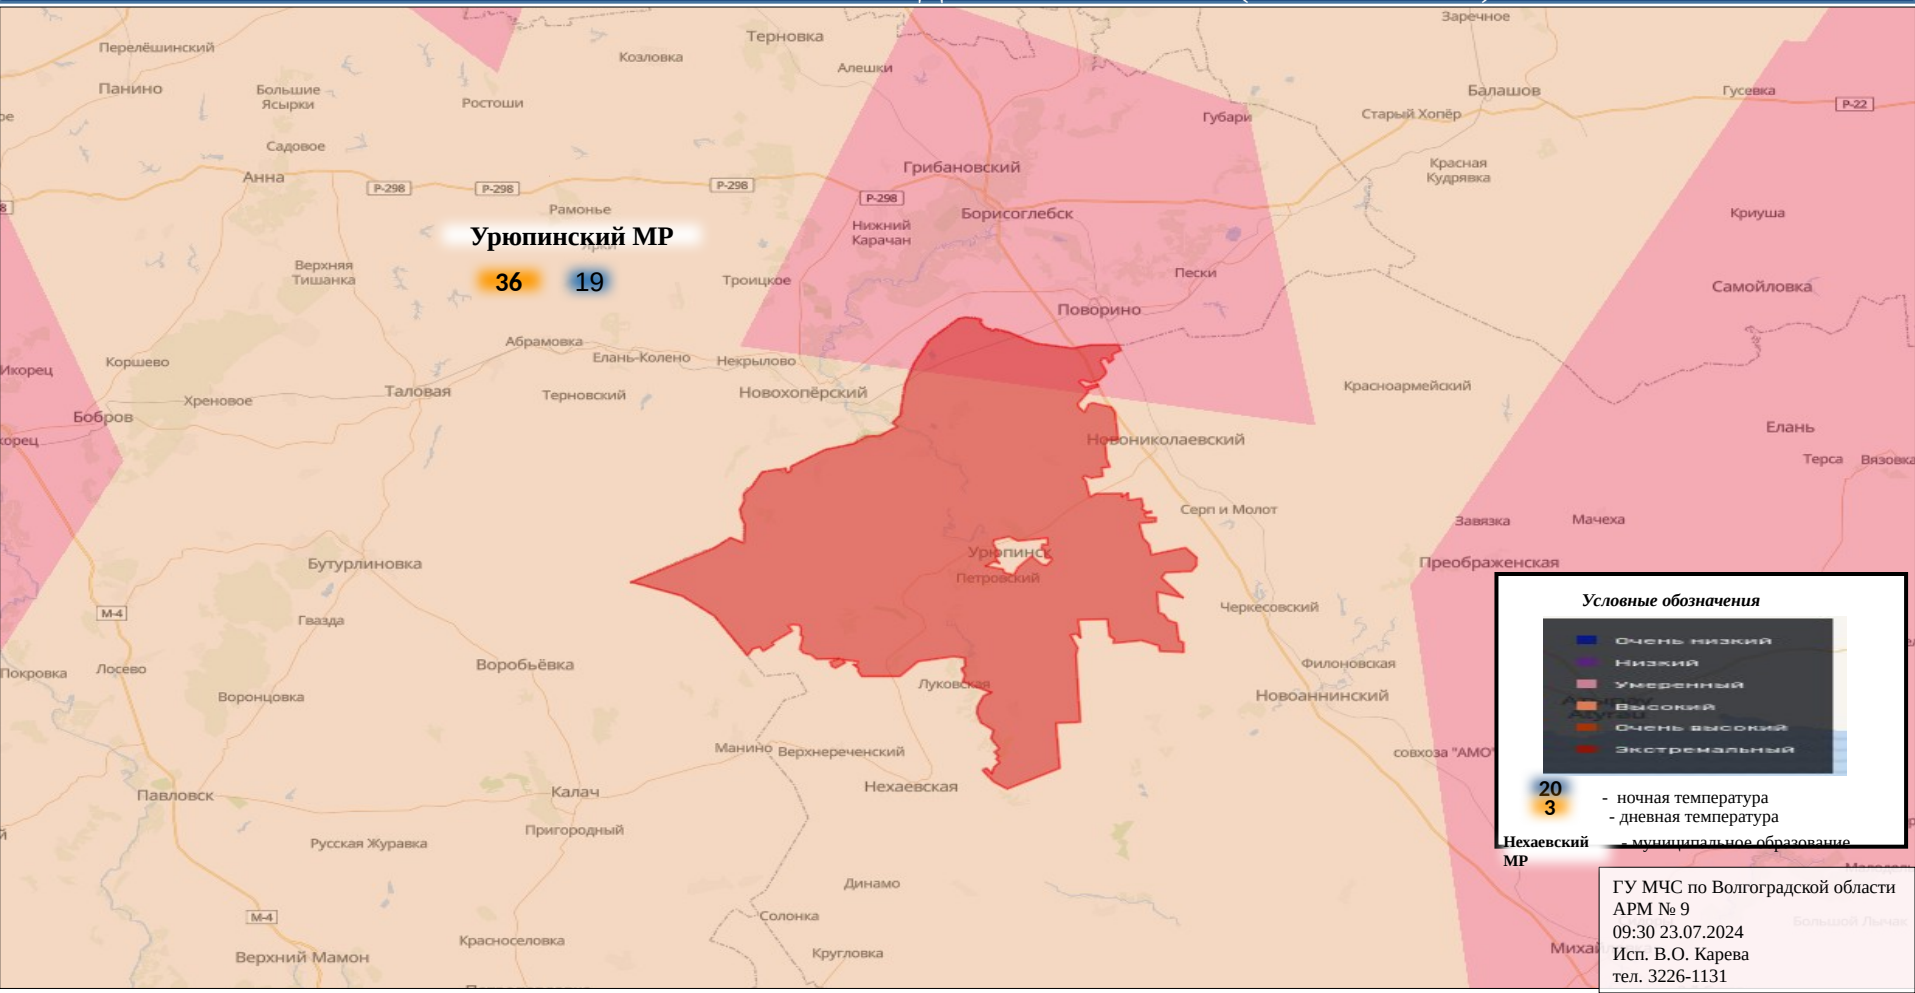 Заречное
Терновка
Перелёшинский
Козловка
Алешки
Панино
Большие
Ясырки
Ростоши
Балашов
Гусевка
Р-22
Старый Хопёр
Губари
Садовое
Грибановский
Красная
Кудрявка
Анна
Р-298
Р-298
Р-298
Р-298
Рамонье
Борисоглебск
Криуша
Нижний
Карачан
Урюпинский МР
Верхняя
Тишанка
36
19
Троицкое
Пески
Самойловка
Поворино
Абрамовка
Елань-Колено
Некрылово
Коршево
Икорец
Таловая
Терновский
Новохопёрский
Красноармейский
Хреновое
Бобров
Елань
Новониколаевский
Терса
Вязовка
Серп и Молот
Завязка
Мачеха
Урюпинск
Преображенская
Бутурлиновка
Петровский
М-4
Гвазда
Черкесовский
Воробьёвка
Филоновская
Покровка
Лосево
Воронцовка
Луковская
Новоаннинский
Манино
Верхнереченский
совхоза "АМО"
Нехаевская
Павловск
Калач
Пригородный
Русская Журавка
Динамо
М-4
Солонка
Красноселовка
Кругловка
Верхний Мамон
Условные обозначения
Очень низкий
Низкий
Умеренный
Высокий
Очень высокий
Экстремальный
20
3
- ночная температура
- дневная температура
Нехаевский
МР
- муниципальное образование
ГУ МЧС по Волгоградской области
АРМ № 9
09:30 23.07.2024
Исп. В.О. Карева
тел. 3226-1131